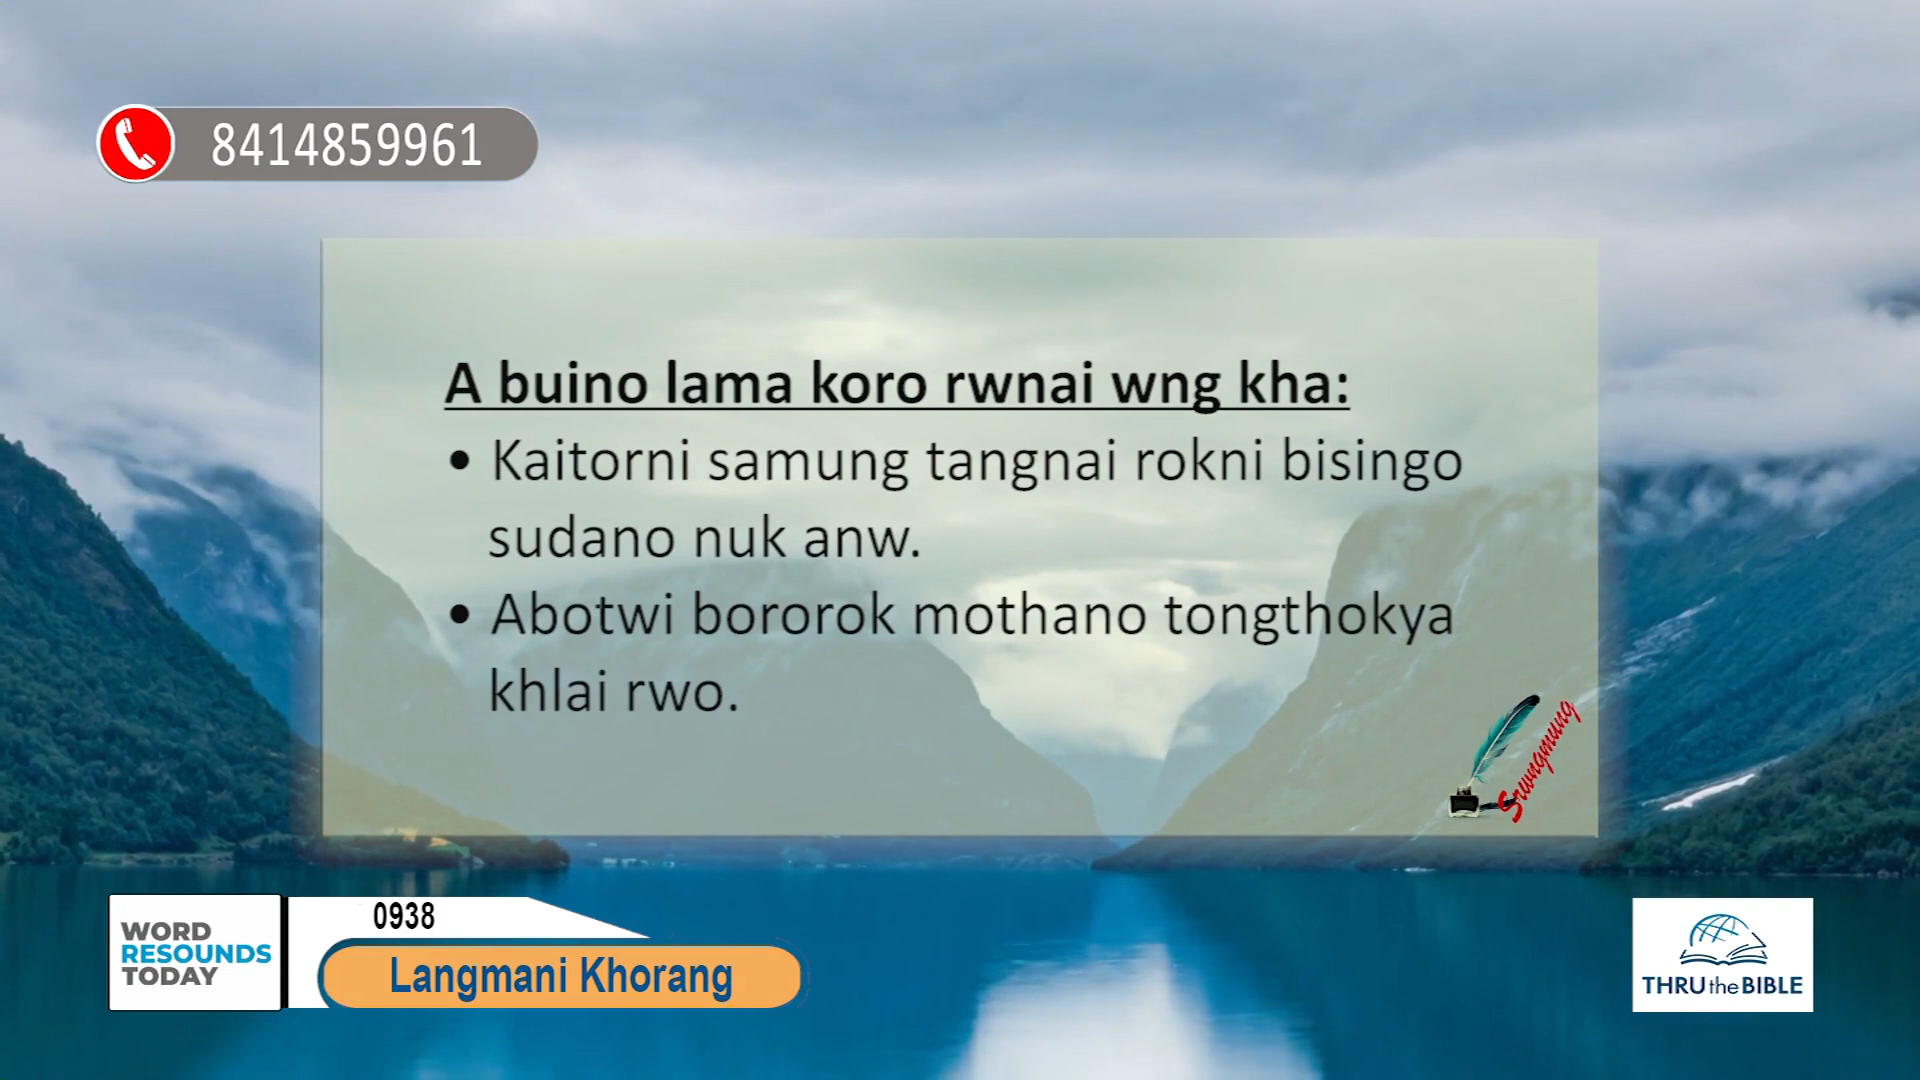 8414859961
A buino lama koro rwnai wng kha:
• Kaitorni samung tangnai rokni bisingo
sudano nuk anw.
• Abotwi bororok mothano tongthokya
khlai rwo.
Srwngmung
WORD
RESOUNDS
TODAY
0938
Langmani Khorang
THRU the BIBLE